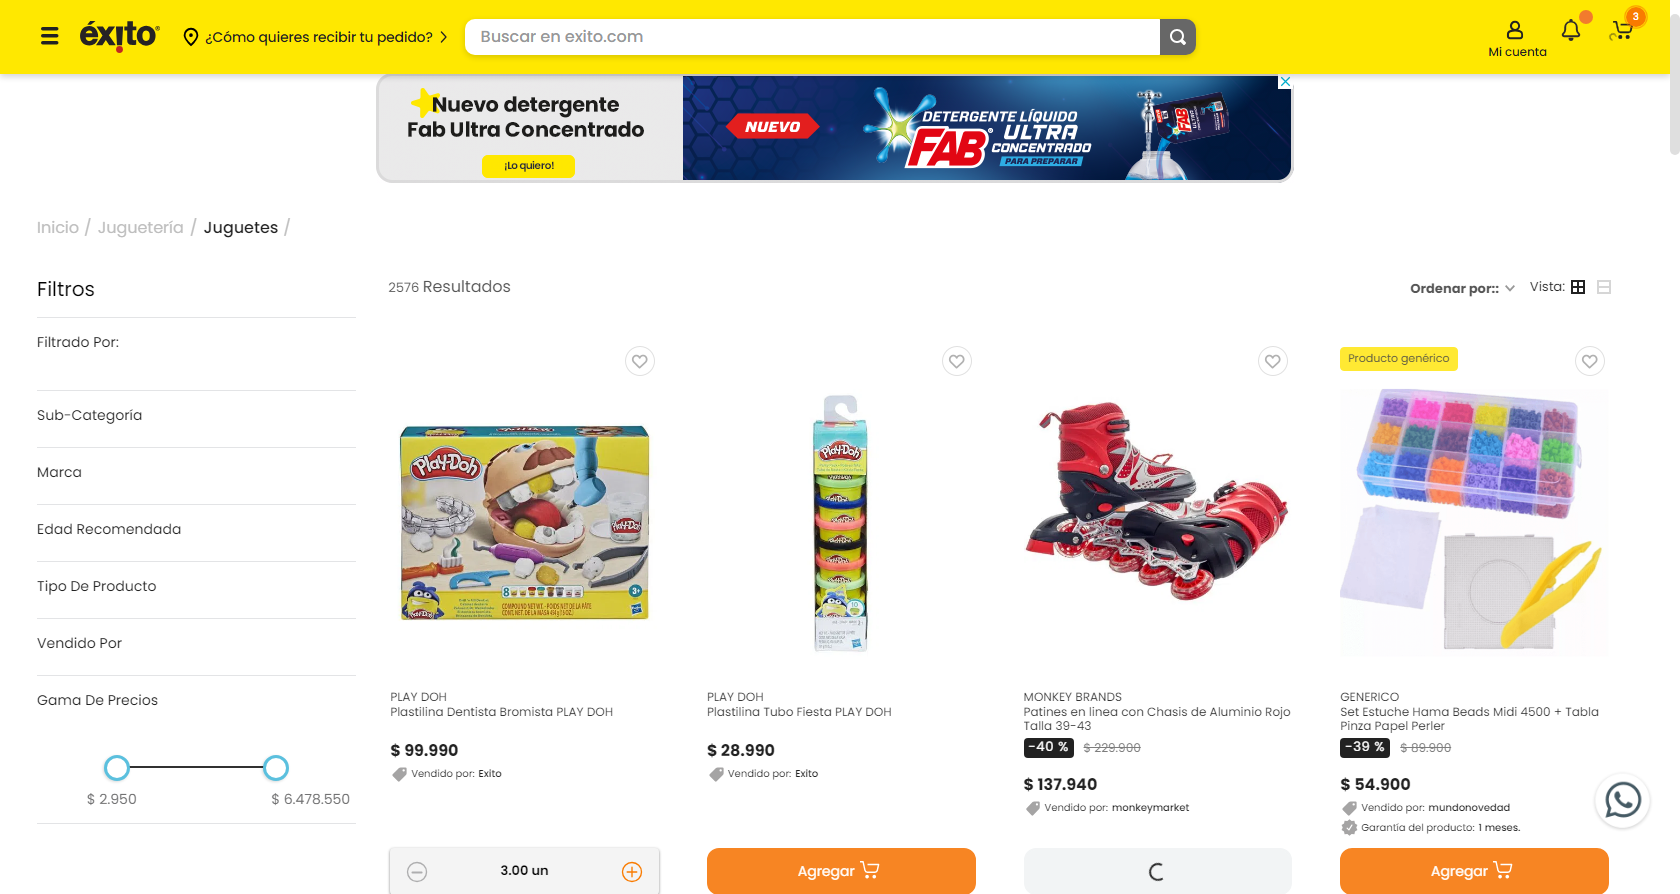 éxito
¿Cómo quieres recibir tu pedido?
Buscar en exito.com
Mi cuenta
3
Nuevo detergente
Fab Ultra Concentrado
¡Lo quiero!
NUEVO
DETERGENTE LÍQUIDO
FAB ULTRA
CONCENTRADO
PARA PREPARAR
Inicio / Juguetería / Juguetes /
Filtros
2576 Resultados
Ordenar por::
Vista:
Filtrado Por:
Sub-Categoría
Marca
Edad Recomendada
Tipo De Producto
Vendido Por
Gama De Precios
$ 2.950
$ 6.478.550
Play-Doh
PLAY DOH
Plastilina Dentista Bromista PLAY DOH
$ 99.990
Vendido por: Exito
3.00 un
Play-Doh
PLAY DOH
Plastilina Tubo Fiesta PLAY DOH
$ 28.990
Vendido por: Exito
Agregar
MONKEY BRANDS
Patines en linea con Chasis de Aluminio Rojo
Talla 39-43
-40 % $ 229.900
$ 137.940
Vendido por: monkeymarket
Producto genérico
GENERICO
Set Estuche Hama Beads Midi 4500 + Tabla
Pinza Papel Perler
-39 % $ 89.900
$ 54.900
Vendido por: mundonovedad
Garantía del producto: 1 meses.
Agregar